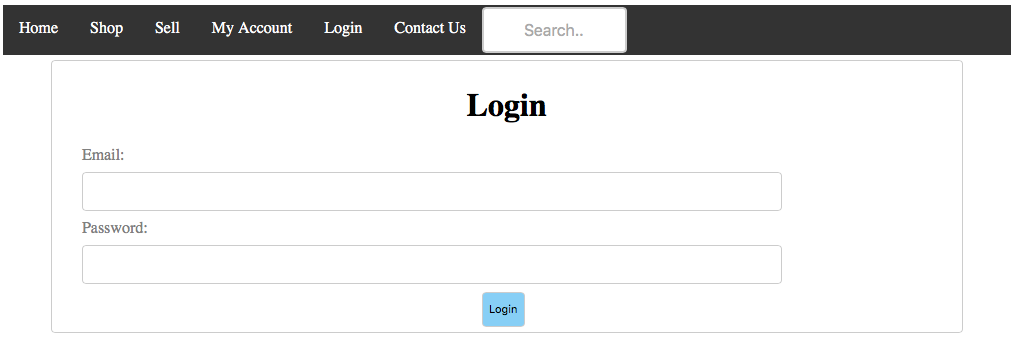 Home Shop Sell My Account Login Contact Us Search..
Login
Email:
Password:
Login